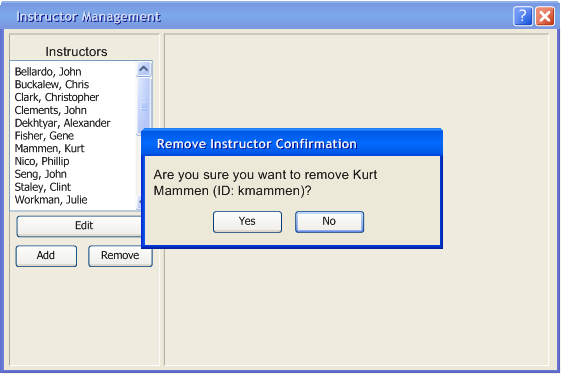 Instructor Management
?
Instructors
Bellardo, John
Buckalew, Chris
Clark, Christopher
Clements, John
Dekhtyar, Alexander
Fisher, Gene
Mammen, Kurt
Nico, Phillip
Seng, John
Staley, Clint
Workman, Julie
Edit
Add Remove
Remove Instructor Confirmation
Are you sure you want to remove Kurt
Mammen (ID: kmammen)?
Yes No